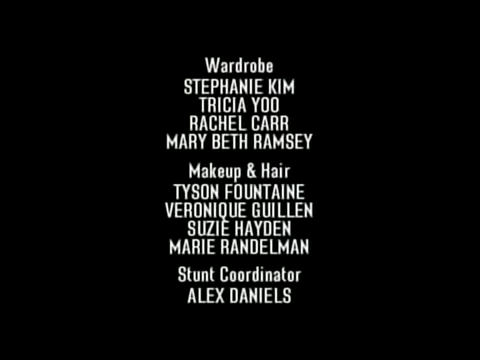 Wardrobe
STEPHANIE KIM
TRICIA YOO
RACHEL CARR
MARY BETH RAMSEY
Makeup & Hair
TYSON FOUNTAINE
VERONIQUE GUILLEN
SUZIE HAYDEN
MARIE RANDELMAN
Stunt Coordinator
ALEX DANIELS